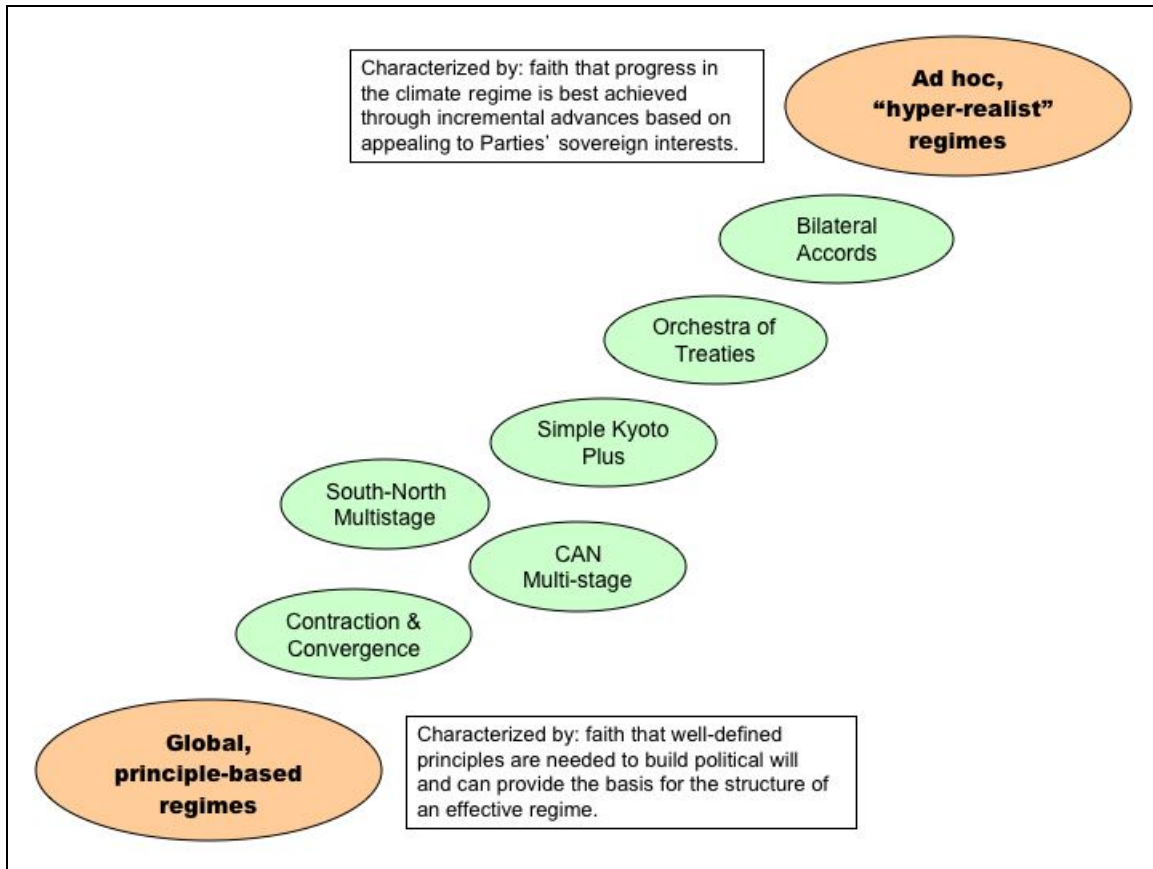 Characterized by: faith that progress in
the climate regime is best achieved
through incremental advances based on
appealing to Parties’ sovereign interests.
Ad hoc,
“hyper-realist”
regimes
Bilateral
Accords
Orchestra of
Treaties
Simple Kyoto
Plus
South-North
Multistage
CAN
Multi-stage
Contraction &
Convergence
Global,
principle-based
regimes
Characterized by: faith that well-defined
principles are needed to build political will
and can provide the basis for the structure of
an effective regime.